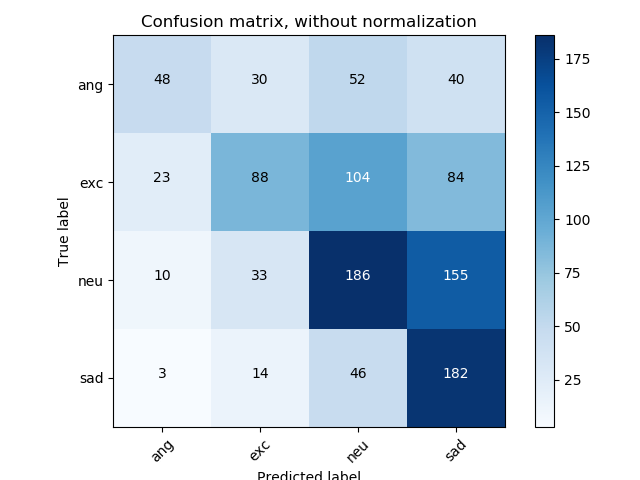 Confusion matrix, without normalization
ang 48 30 52 40
exc 23 88 104 84
neu 10 33 186 155
sad 3 14 46 182
ang exc neu sad
True label
Predicted label
175
150
125
100
75
50
25